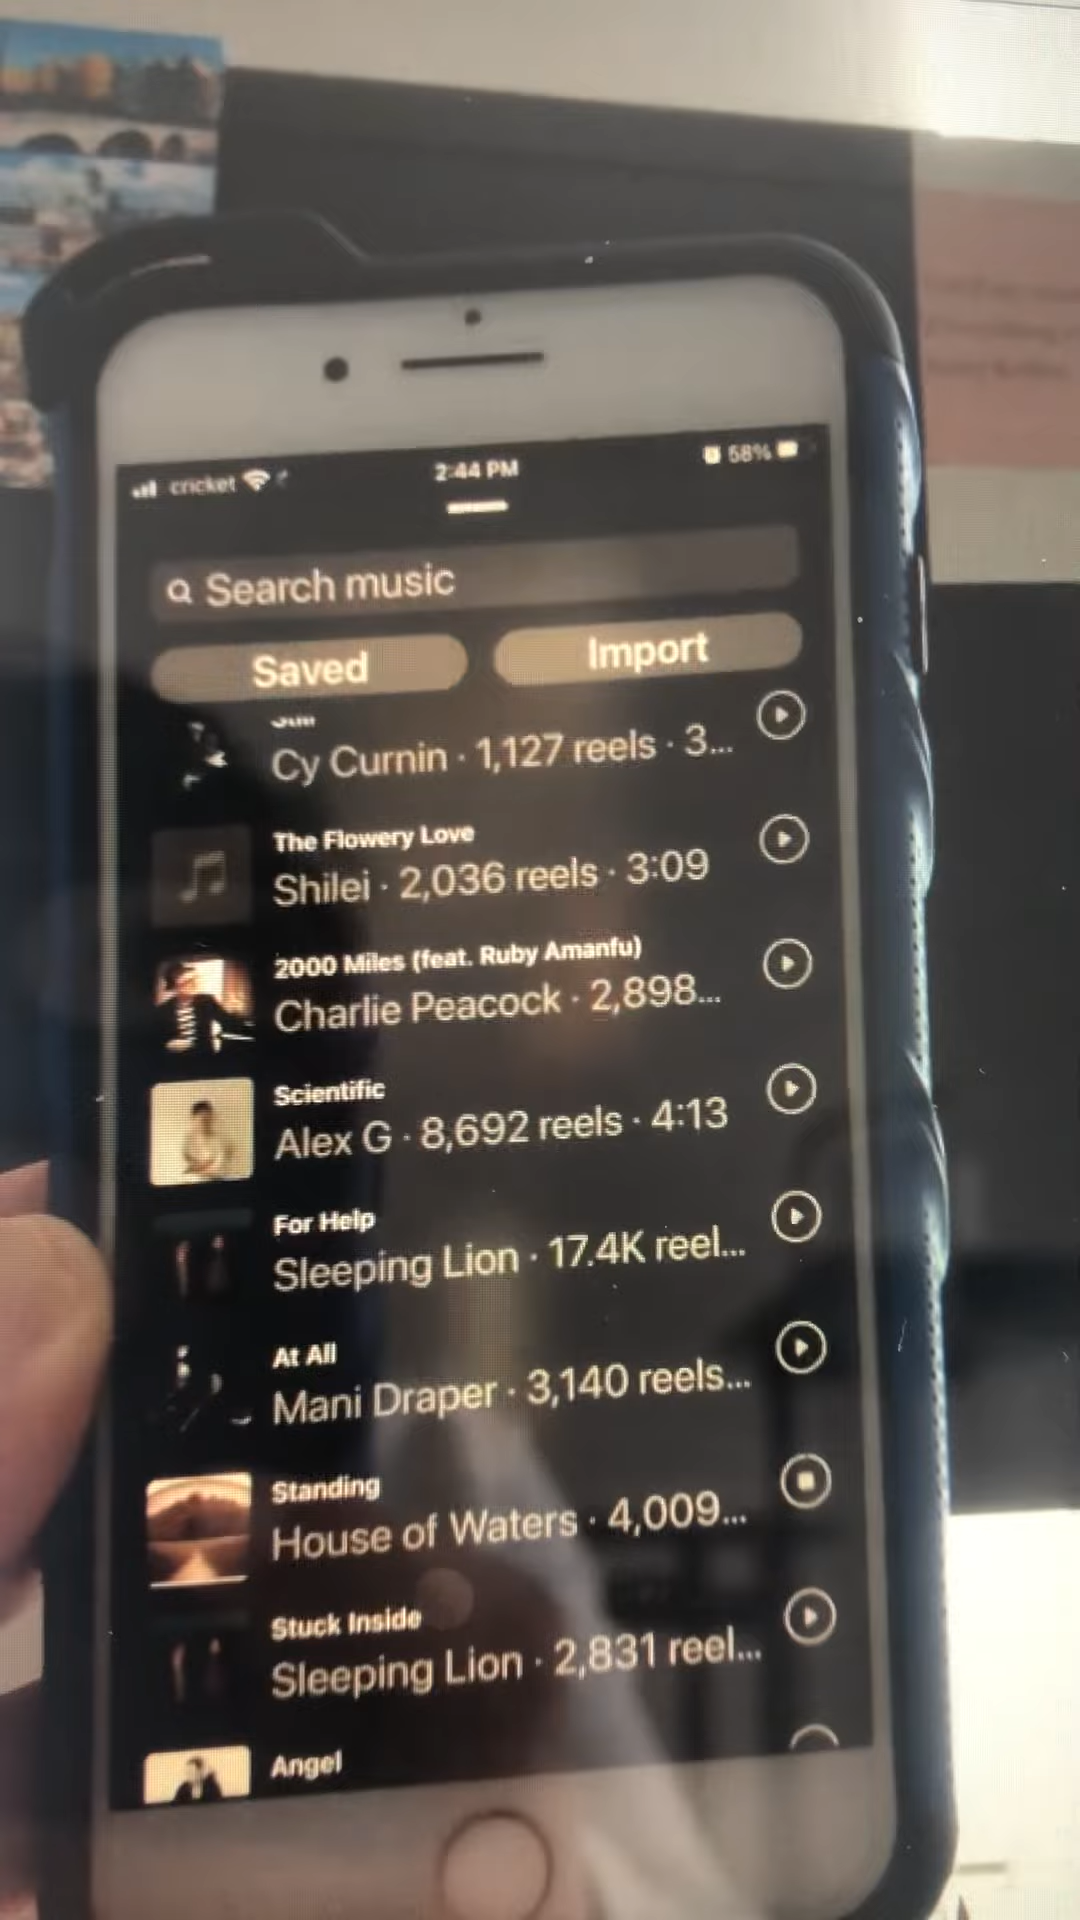 cricket
2:44 PM
58%
Search music
Saved
Import
Cy Curnin · 1,127 reels · 3...
The Flowery Love
Shilei · 2,036 reels · 3:09
2000 Miles (feat. Ruby Amanfu)
Charlie Peacock · 2,898...
Scientific
Alex G · 8,692 reels · 4:13
For Help
Sleeping Lion · 17.4K reel...
At All
Mani Draper · 3,140 reels...
Standing
House of Waters · 4,009...
Stuck Inside
Sleeping Lion · 2,831 reel...
Angel